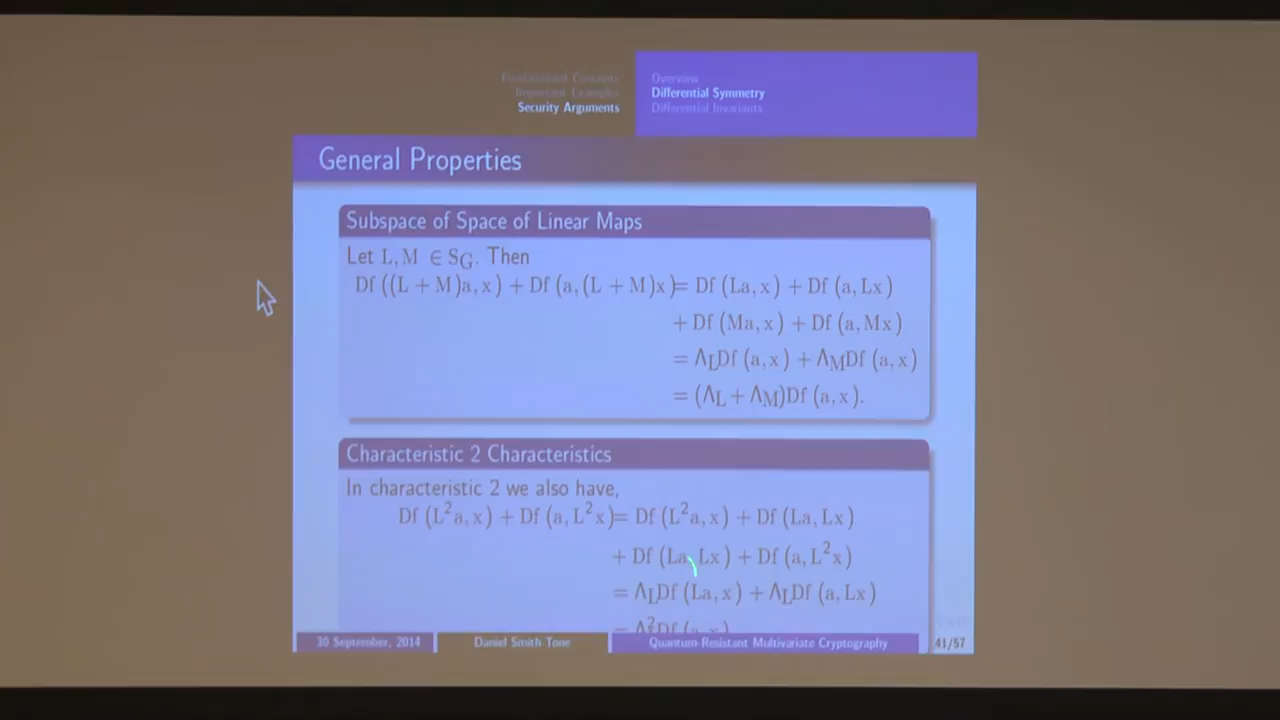 Fundamental Concepts
Important Examples
Security Arguments
Overview
Differential Symmetry
Differential Invariants
General Properties
Subspace of Space of Linear Maps
Let L, M ∈ S_G. Then
Df ((L + M)a, x) + Df (a, (L + M)x) = Df (La, x) + Df (a, Lx)
+ Df (Ma, x) + Df (a, Mx)
= Λ_L Df (a, x) + Λ_M Df (a, x)
= (Λ_L + Λ_M)Df (a, x).
Characteristic 2 Characteristics
In characteristic 2 we also have,
Df (L²a, x) + Df (a, L²x) = Df (L²a, x) + Df (La, Lx)
+ Df (La, Lx) + Df (a, L²x)
= Λ_L Df (La, x) + Λ_L Df (a, Lx)
= Λ²Df (a, x)
30 September, 2014
Daniel Smith-Tone
Quantum-Resistant Multivariate Cryptography
41/57